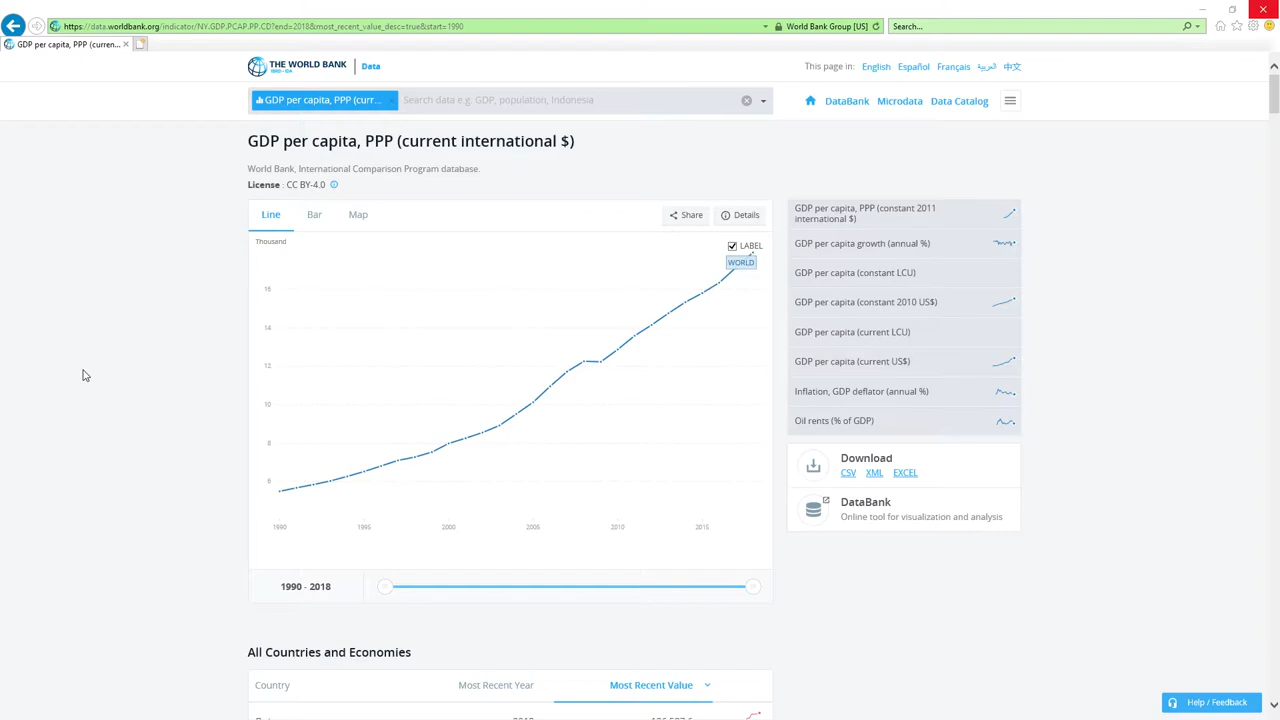 https://data.worldbank.org/indicator/NY.GDP.PCAP.PP.CD?end=2018&most_recent_value_desc=true&start=1990
World Bank Group [US]
Search...
GDP per capita, PPP (curren...
THE WORLD BANK
IBRD • IDA
Data
This page in: English Español Français العربية 中文
GDP per capita, PPP (curr...
Search data e.g. GDP, population, Indonesia
DataBank Microdata Data Catalog
GDP per capita, PPP (current international $)
World Bank, International Comparison Program database.
License : CC BY-4.0
Line Bar Map
Share Details
Thousand
LABEL
WORLD
16
14
12
10
8
6
1990 1995 2000 2005 2010 2015
1990 - 2018
GDP per capita, PPP (constant 2011
international $)
GDP per capita growth (annual %)
GDP per capita (constant LCU)
GDP per capita (constant 2010 US$)
GDP per capita (current LCU)
GDP per capita (current US$)
Inflation, GDP deflator (annual %)
Oil rents (% of GDP)
Download
CSV XML EXCEL
DataBank
Online tool for visualization and analysis
All Countries and Economies
Country Most Recent Year Most Recent Value
Help / Feedback